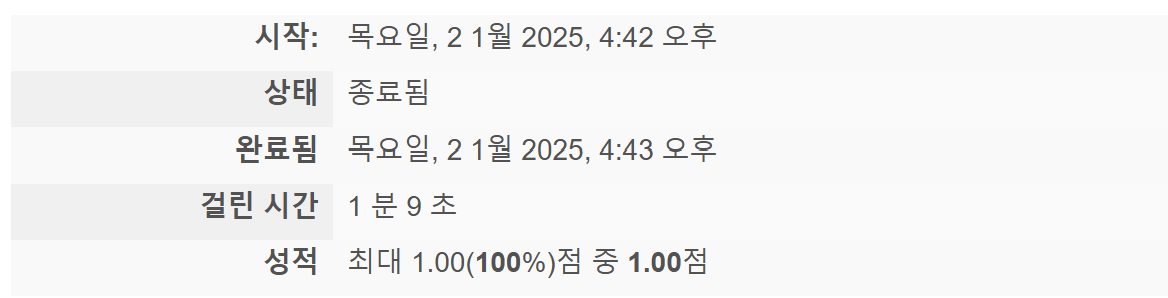 시작: 목요일, 2 1월 2025, 4:42 오후
상태 종료됨
완료됨 목요일, 2 1월 2025, 4:43 오후
걸린 시간 1 분 9 초
성적 최대 1.00(100%)점 중 1.00점